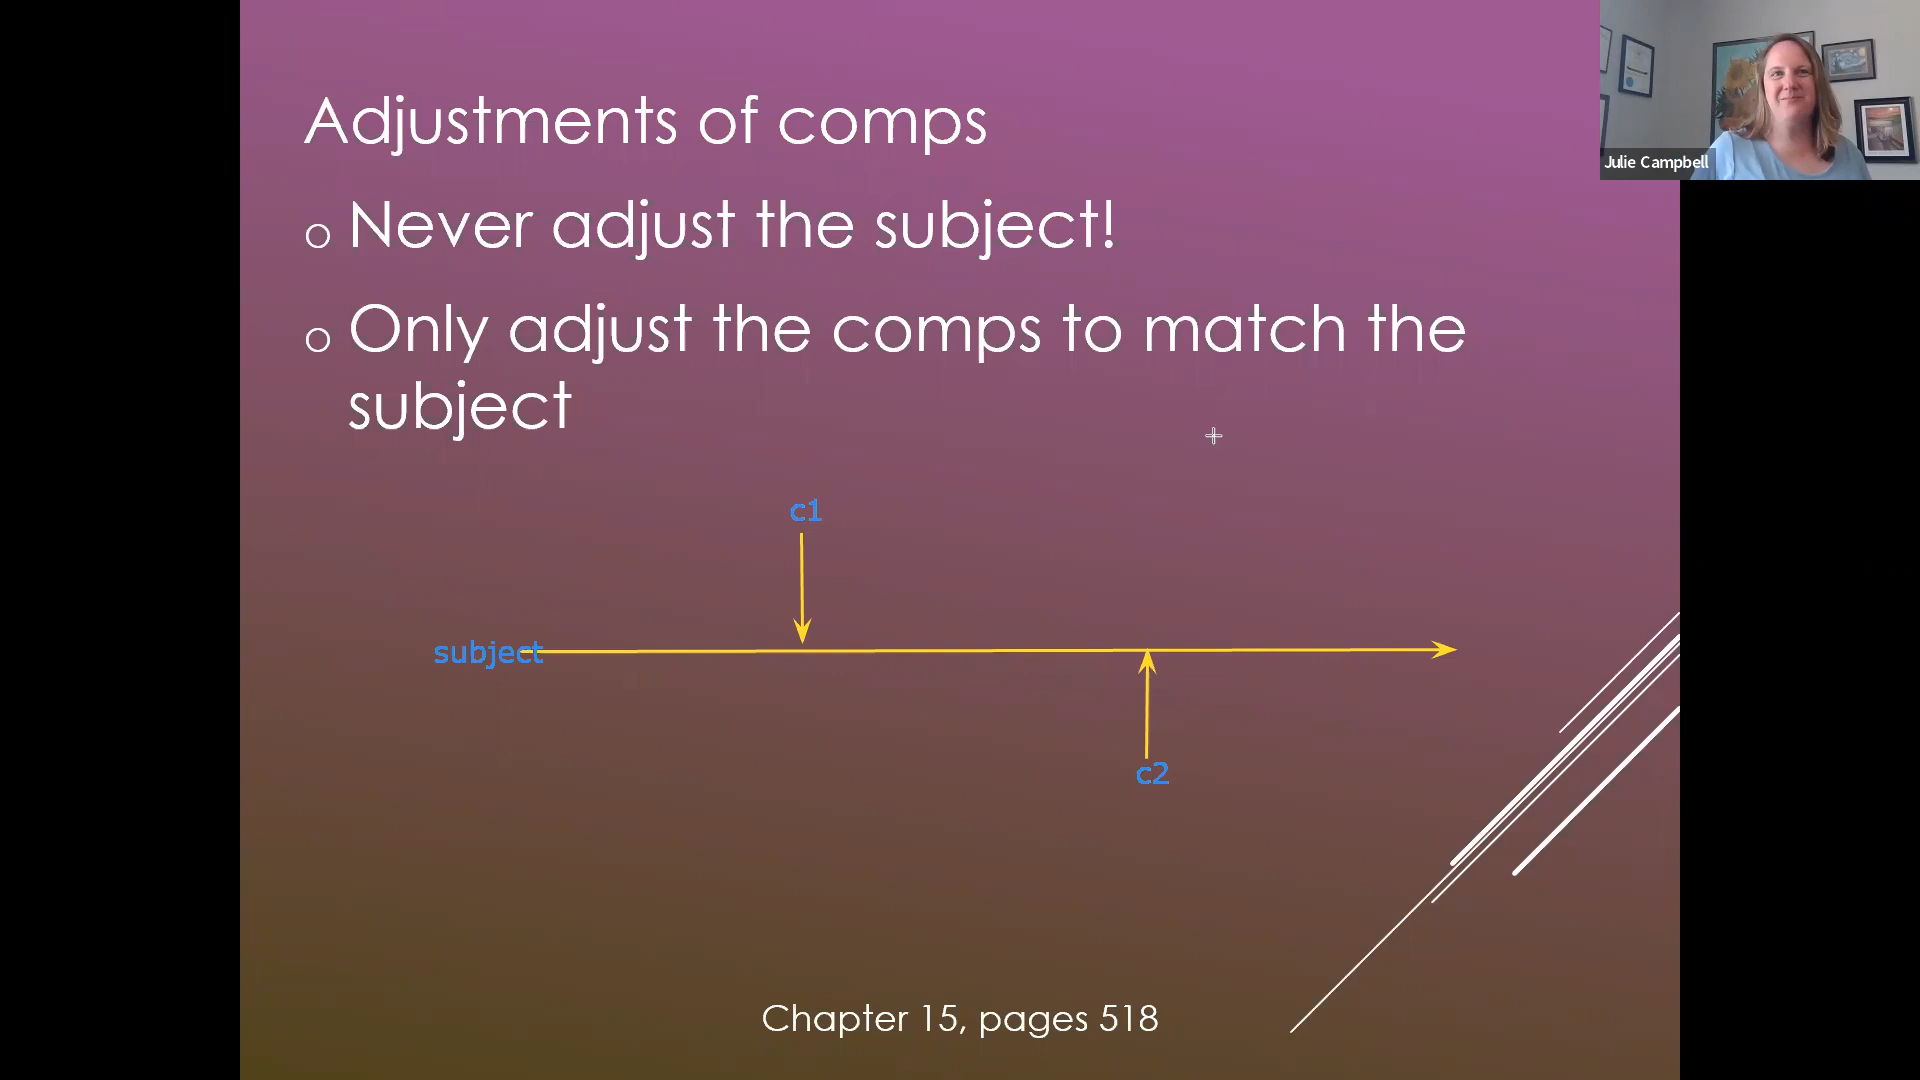 Adjustments of comps
o Never adjust the subject!
o Only adjust the comps to match the
subject
c1
subject
c2
Chapter 15, pages 518
Julie Campbell